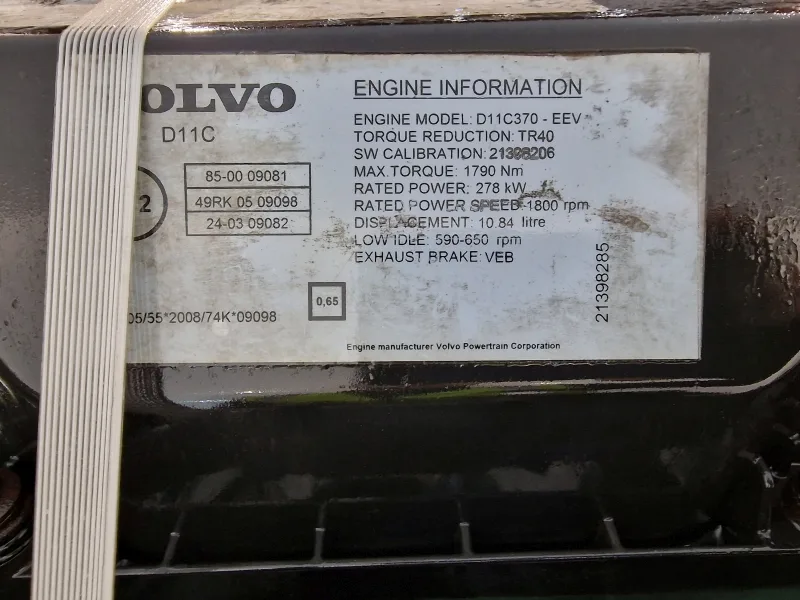 OLVO
D11C
2
85-00 09081
49RK 05 09098
24-03 09082
05/55*2008/74K*09098
0,65
ENGINE INFORMATION
ENGINE MODEL: D11C370 - EEV
TORQUE REDUCTION: TR40
SW CALIBRATION: 21398206
MAX.TORQUE: 1790 Nm
RATED POWER: 278 kW
RATED POWER SPEED 1800 rpm
DISPLACEMENT: 10.84 litre
LOW IDLE: 590-650 rpm
EXHAUST BRAKE: VEB
21398285
Engine manufacturer Volvo Powertrain Corporation